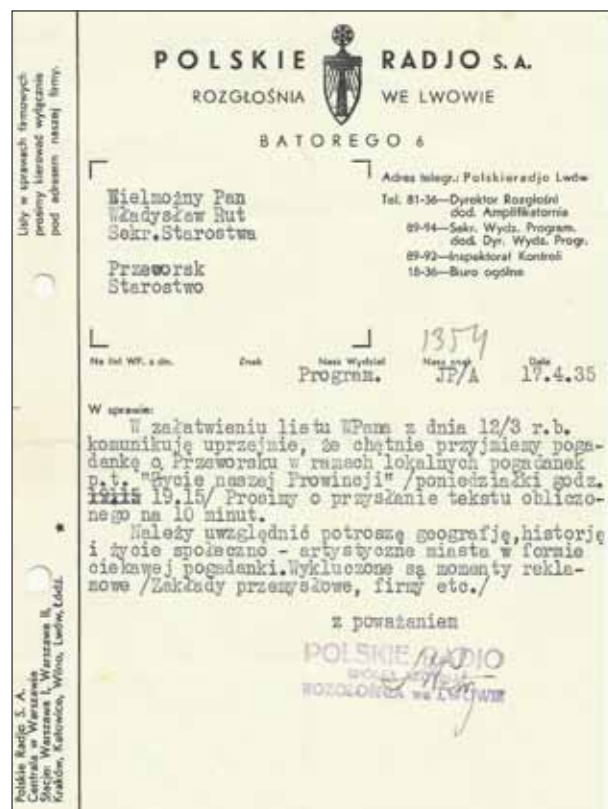 POLSKIE RADJO S. A.
ROZGŁOŚNIA WE LWOWIE
BATOREGO 6
Listy w sprawach firmowych
prosimy kierować wyłącznie
pod adresem naszej firmy.
Adres telegr.: Polskieradjo Lwów
Tel. 81-36—Dyrektor Rozgłośni
dod. Amplifikatornia
89-94—Sekr. Wydz. Program.
dod. Dyr. Wydz. Progr.
89-92—Inspektorat Kontroli
18-36—Biuro ogólne
Wielmożny Pan
Władysław Rut
Sekr.Starostwa
Przeworsk
Starostwo
1354
Na list WP. z dn. Znak Nasz Wydział Nasz znak Data
Program. JP/A 17.4.35
W sprawie:
W załatwieniu listu WPana z dnia 12/3 r.b.
komunikuję uprzejmie, że chętnie przyjmiemy poga-
dankę o Przeworsku w ramach lokalnych pogadanek
p.t. "Życie naszej Prowincji" /poniedziałki godz.
19.15/ Prosimy o przysłanie tekstu obliczo-
nego na 10 minut.
Należy uwzględnić potroszę geografję,historję
i życie społeczno - artystyczne miasta w formie
ciekawej pogadanki.Wykluczone są momenty rekla-
mowe /Zakłady przemysłowe, firmy etc./
z poważaniem
POLSKIE RADIO
ROZGŁOŚNIA we LWOWIE
Polskie Radjo S. A.
Centrala w Warszawie
Stacje: Warszawa I, Warszawa II,
Kraków, Katowice, Wilno, Lwów, Łódź.